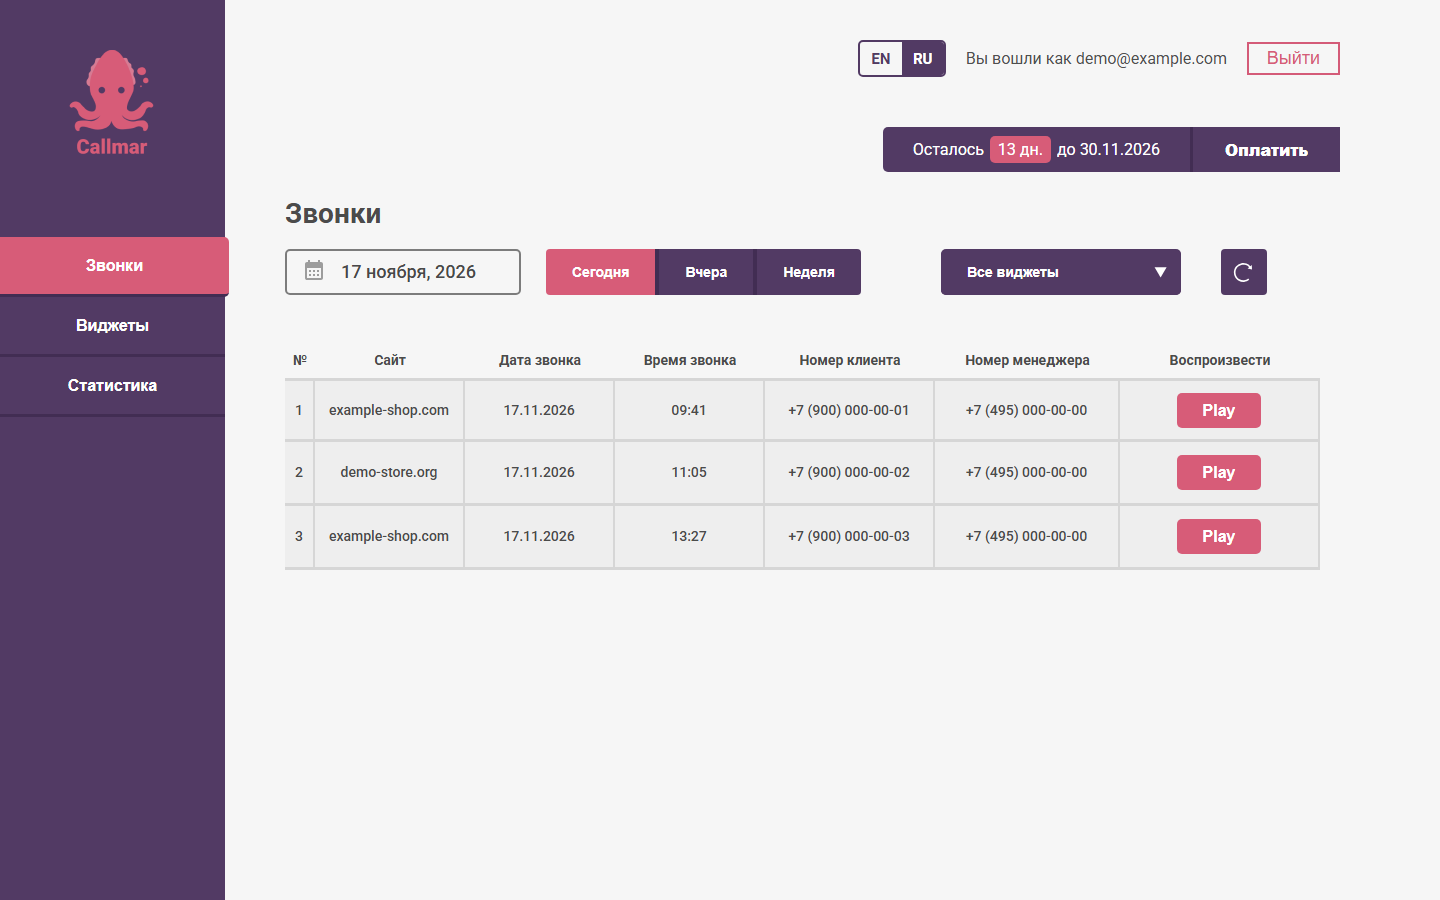 Callmar
EN RU Вы вошли как demo@example.com Выйти
Осталось 13 дн. до 30.11.2026 Оплатить
Звонки
Виджеты
Статистика
Звонки
17 ноября, 2026 Сегодня Вчера Неделя Все виджеты
№ Сайт Дата звонка Время звонка Номер клиента Номер менеджера Воспроизвести
1 example-shop.com 17.11.2026 09:41 +7 (900) 000-00-01 +7 (495) 000-00-00 Play
2 demo-store.org 17.11.2026 11:05 +7 (900) 000-00-02 +7 (495) 000-00-00 Play
3 example-shop.com 17.11.2026 13:27 +7 (900) 000-00-03 +7 (495) 000-00-00 Play